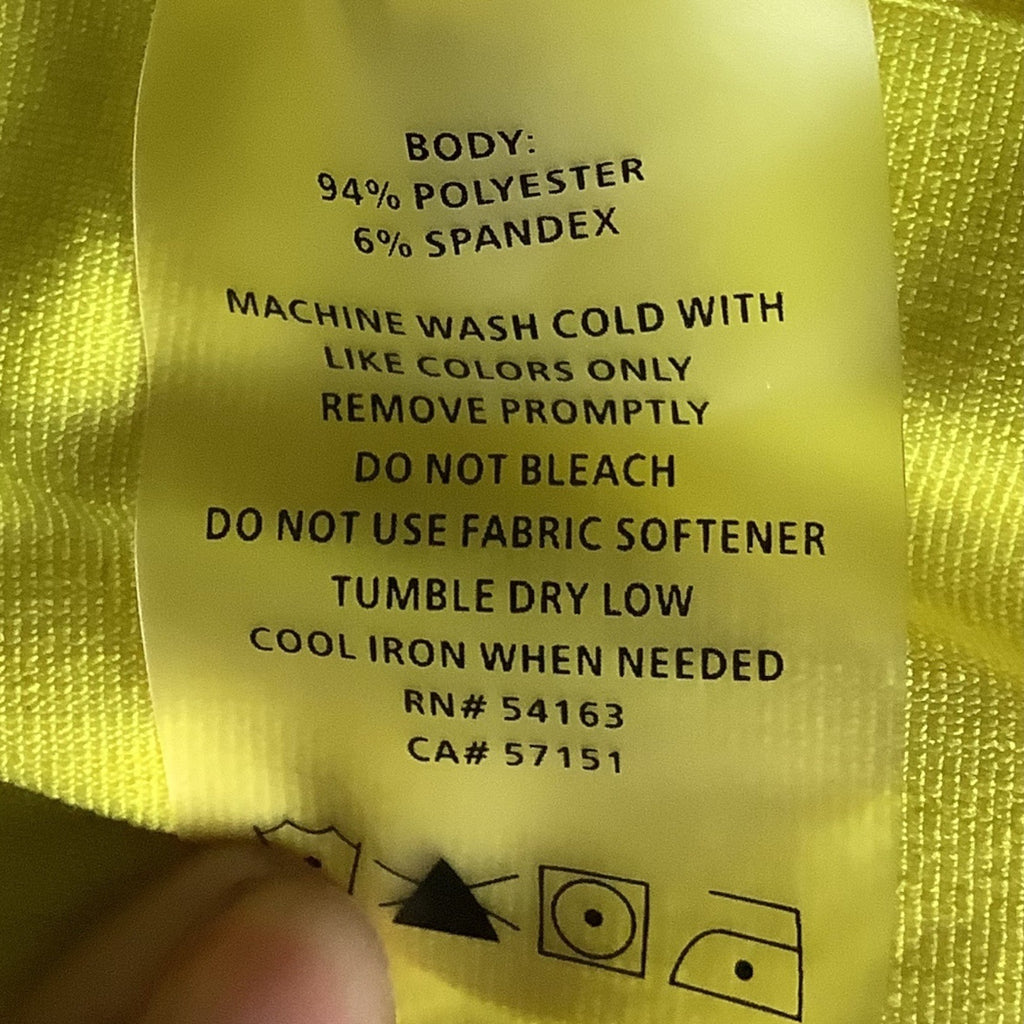 BODY:
94% POLYESTER
6% SPANDEX
MACHINE WASH COLD WITH
LIKE COLORS ONLY
REMOVE PROMPTLY
DO NOT BLEACH
DO NOT USE FABRIC SOFTENER
TUMBLE DRY LOW
COOL IRON WHEN NEEDED
RN# 54163
CA# 57151